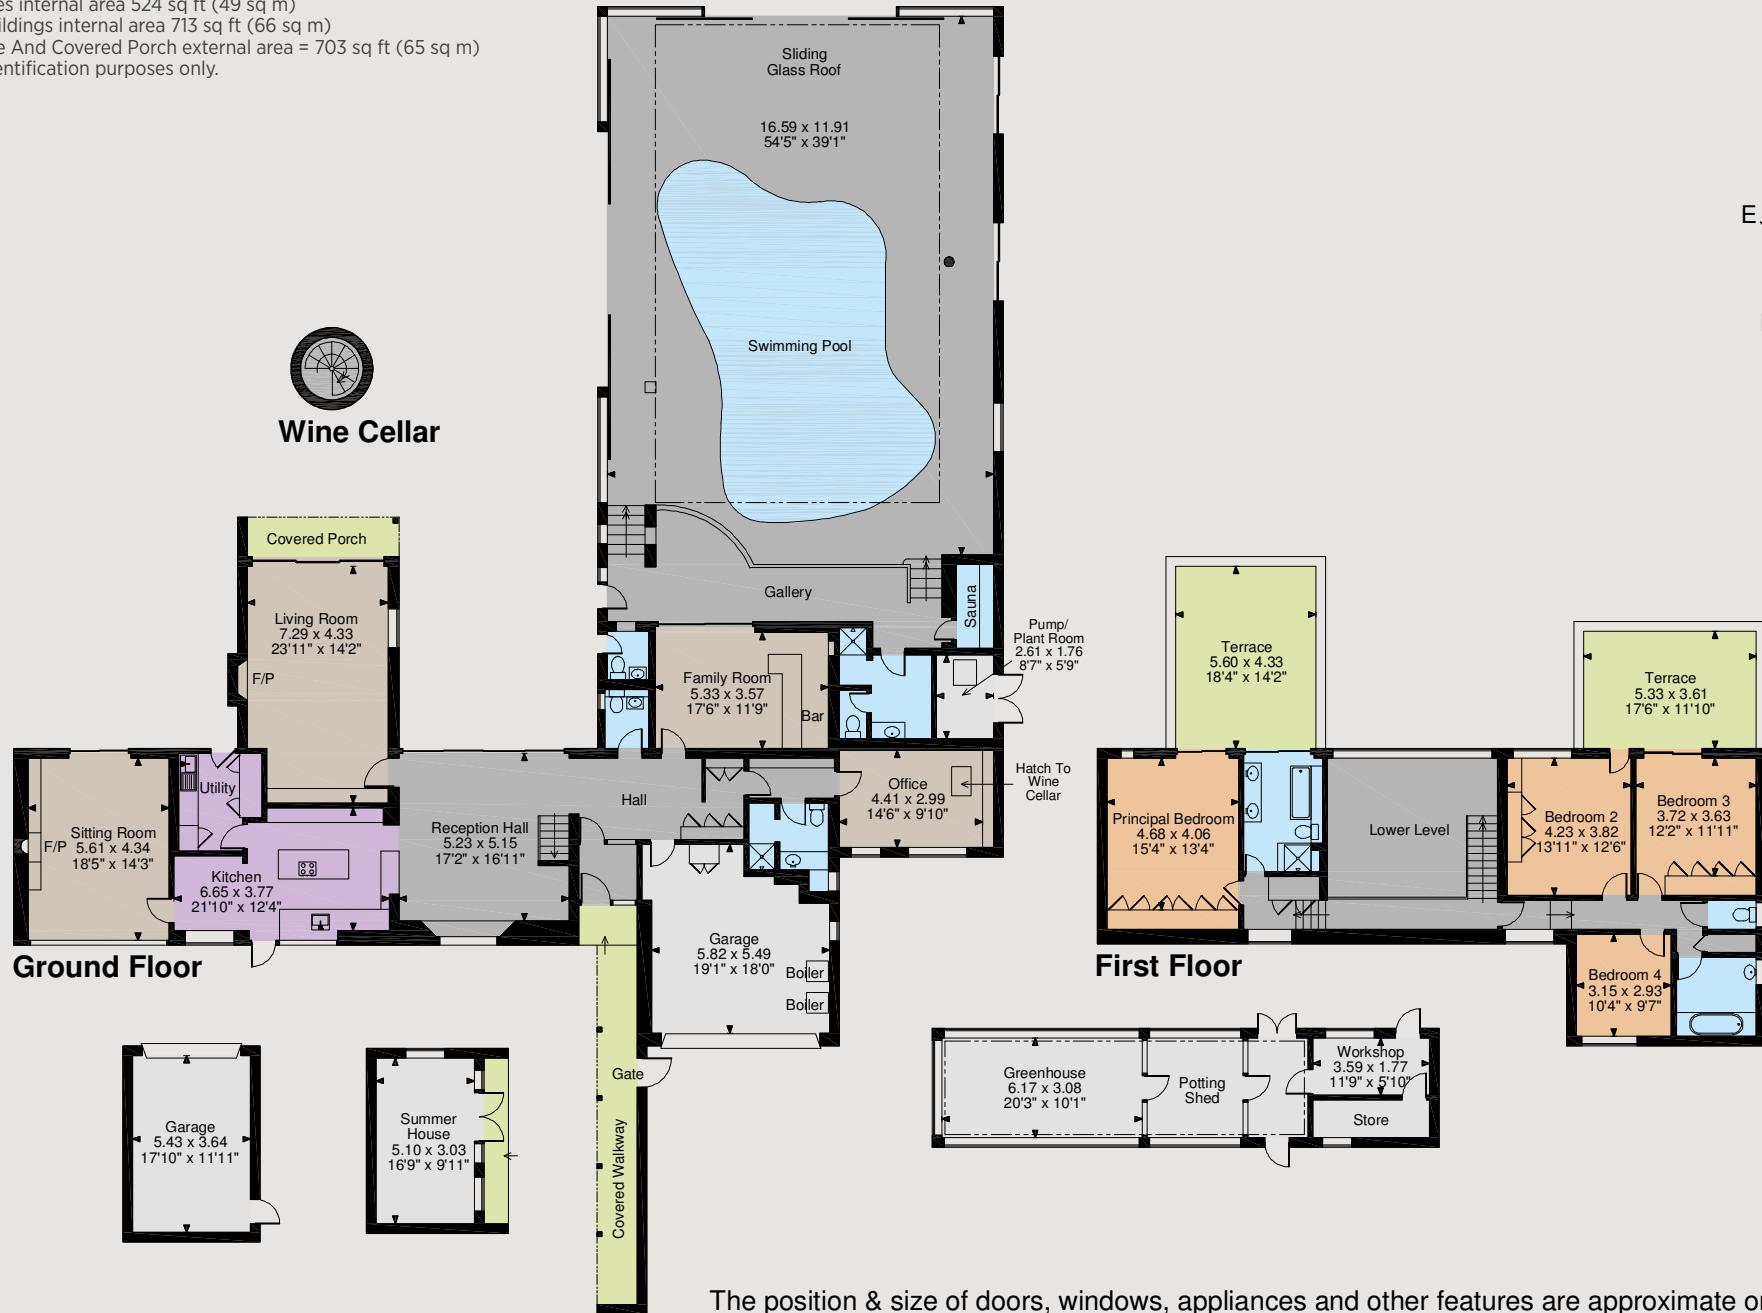 es internal area 524 sq ft (49 sq m)
ildings internal area 713 sq ft (66 sq m)
e And Covered Porch external area = 703 sq ft (65 sq m)
entification purposes only.
Sliding
Glass Roof
16.59 x 11.91
54'5" x 39'1"
Swimming Pool
E
Wine Cellar
Covered Porch
Living Room
7.29 x 4.33
23'11" x 14'2"
F/P
Gallery
Sauna
Pump/
Plant Room
2.61 x 1.76
8'7" x 5'9"
Family Room
5.33 x 3.57
17'6" x 11'9"
Bar
Terrace
5.60 x 4.33
18'4" x 14'2"
Terrace
5.33 x 3.61
17'6" x 11'10"
Sitting Room
5.61 x 4.34
18'5" x 14'3"
F/P
Utility
Kitchen
6.65 x 3.77
21'10" x 12'4"
Reception Hall
5.23 x 5.15
17'2" x 16'11"
Hall
Office
4.41 x 2.99
14'6" x 9'10"
Hatch To
Wine
Cellar
Principal Bedroom
4.68 x 4.06
15'4" x 13'4"
Lower Level
Bedroom 2
4.23 x 3.82
13'11" x 12'6"
Bedroom 3
3.72 x 3.63
12'2" x 11'11"
Ground Floor
Garage
5.82 x 5.49
19'1" x 18'0"
Boiler
Boiler
First Floor
Bedroom 4
3.15 x 2.93
10'4" x 9'7"
Garage
5.43 x 3.64
17'10" x 11'11"
Summer
House
5.10 x 3.03
16'9" x 9'11"
Gate
Covered Walkway
Greenhouse
6.17 x 3.08
20'3" x 10'1"
Potting
Shed
Workshop
3.59 x 1.77
11'9" x 5'10"
Store
The position & size of doors, windows, appliances and other features are approximate o